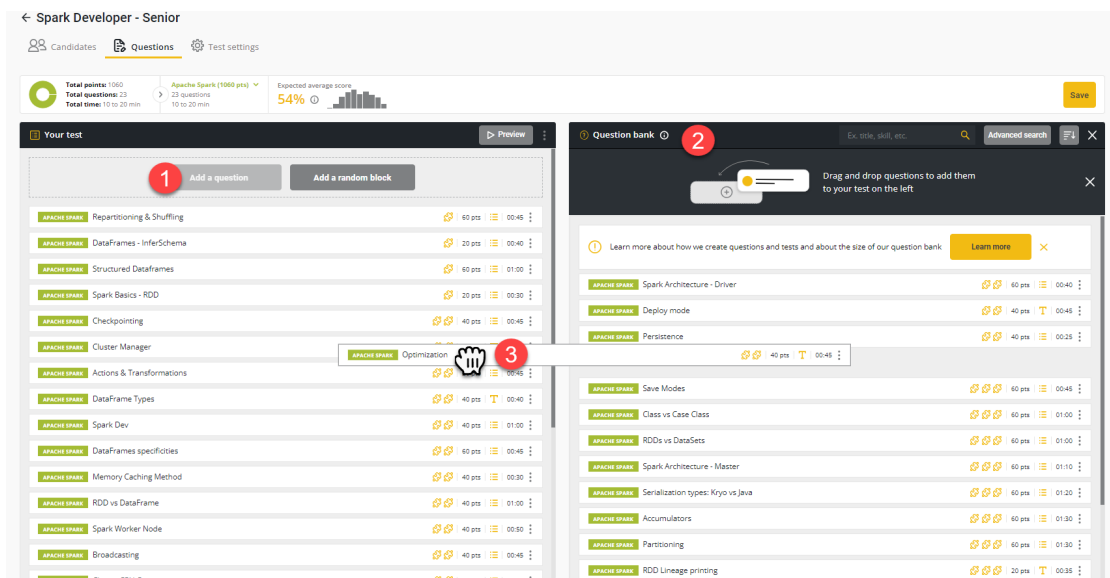 ← Spark Developer - Senior
Candidates Questions Test settings
Total points: 1060
Total questions: 23
Total time: 10 to 20 min
Apache Spark (1060 pts)
23 questions
10 to 20 min
Expected average score
54%
Save
Your test Preview
1
Add a question Add a random block
APACHE SPARK Repartitioning & Shuffling 60 pts 00:45
APACHE SPARK DataFrames - InferSchema 20 pts 00:40
APACHE SPARK Structured Dataframes 60 pts 01:00
APACHE SPARK Spark Basics - RDD 20 pts 00:30
APACHE SPARK Checkpointing 40 pts 00:45
APACHE SPARK Cluster Manager
APACHE SPARK Optimization 3 40 pts T 00:45
APACHE SPARK Actions & Transformations 00:45
APACHE SPARK DataFrame Types 40 pts T 00:40
APACHE SPARK Spark Dev 40 pts 01:00
APACHE SPARK DataFrames specificities 60 pts 00:45
APACHE SPARK Memory Caching Method 40 pts 00:30
APACHE SPARK RDD vs DataFrame 40 pts 01:00
APACHE SPARK Spark Worker Node 40 pts 00:50
APACHE SPARK Broadcasting 40 pts 00:45
Question bank 2 Ex. title, skill, etc. Advanced search
Drag and drop questions to add them
to your test on the left
Learn more about how we create questions and tests and about the size of our question bank Learn more
APACHE SPARK Spark Architecture - Driver 60 pts 00:40
APACHE SPARK Deploy mode 40 pts T 00:45
APACHE SPARK Persistence 40 pts 00:25
APACHE SPARK Save Modes 60 pts 00:45
APACHE SPARK Class vs Case Class 60 pts 01:00
APACHE SPARK RDDs vs DataSets 60 pts 01:00
APACHE SPARK Spark Architecture - Master 60 pts 01:10
APACHE SPARK Serialization types: Kryo vs Java 60 pts 01:20
APACHE SPARK Accumulators 60 pts 01:30
APACHE SPARK Partitioning 60 pts 01:30
APACHE SPARK RDD Lineage printing 20 pts T 00:35